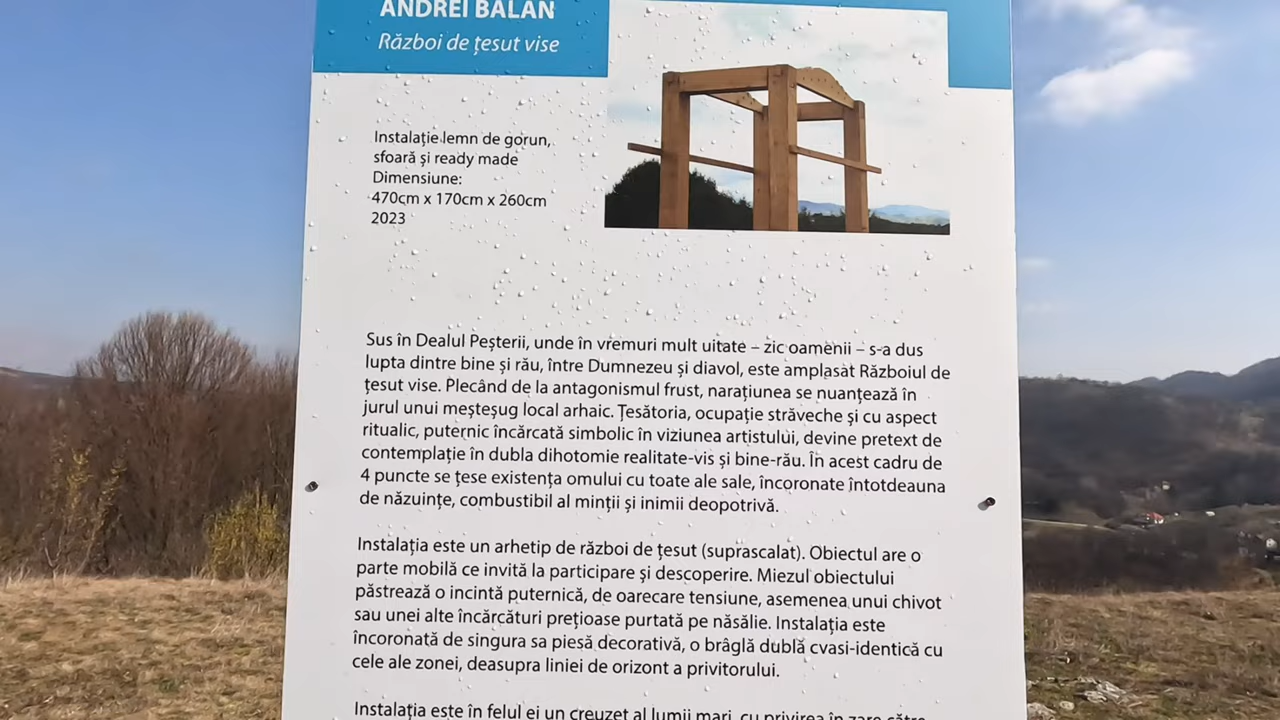 ANDREI BALAN
Război de țesut vise
Instalație lemn de gorun,
sfoară și ready made
Dimensiune:
470cm x 170cm x 260cm
2023
Sus în Dealul Peșterii, unde în vremuri mult uitate – zic oamenii – s-a dus
lupta dintre bine și rău, între Dumnezeu și diavol, este amplasat Războiul de
țesut vise. Plecând de la antagonismul frust, narațiunea se nuanțează în
jurul unui meșteșug local arhaic. Țesătoria, ocupație străveche și cu aspect
ritualic, puternic încărcată simbolic în viziunea artistului, devine pretext de
contemplație în dubla dihotomie realitate-vis și bine-rău. În acest cadru de
4 puncte se țese existența omului cu toate ale sale, încoronate întotdeauna
de năzuințe, combustibil al minții și inimii deopotrivă.
Instalația este un arhetip de război de țesut (suprascalat). Obiectul are o
parte mobilă ce invită la participare și descoperire. Miezul obiectului
păstrează o incintă puternică, de oarecare tensiune, asemenea unui chivot
sau unei alte încărcături prețioase purtată pe năsălie. Instalația este
încoronată de singura sa piesă decorativă, o brâglă dublă cvasi-identică cu
cele ale zonei, deasupra liniei de orizont a privitorului.
Instalația este în felul ei un creuzet al lumii mari, cu privirea în zare către